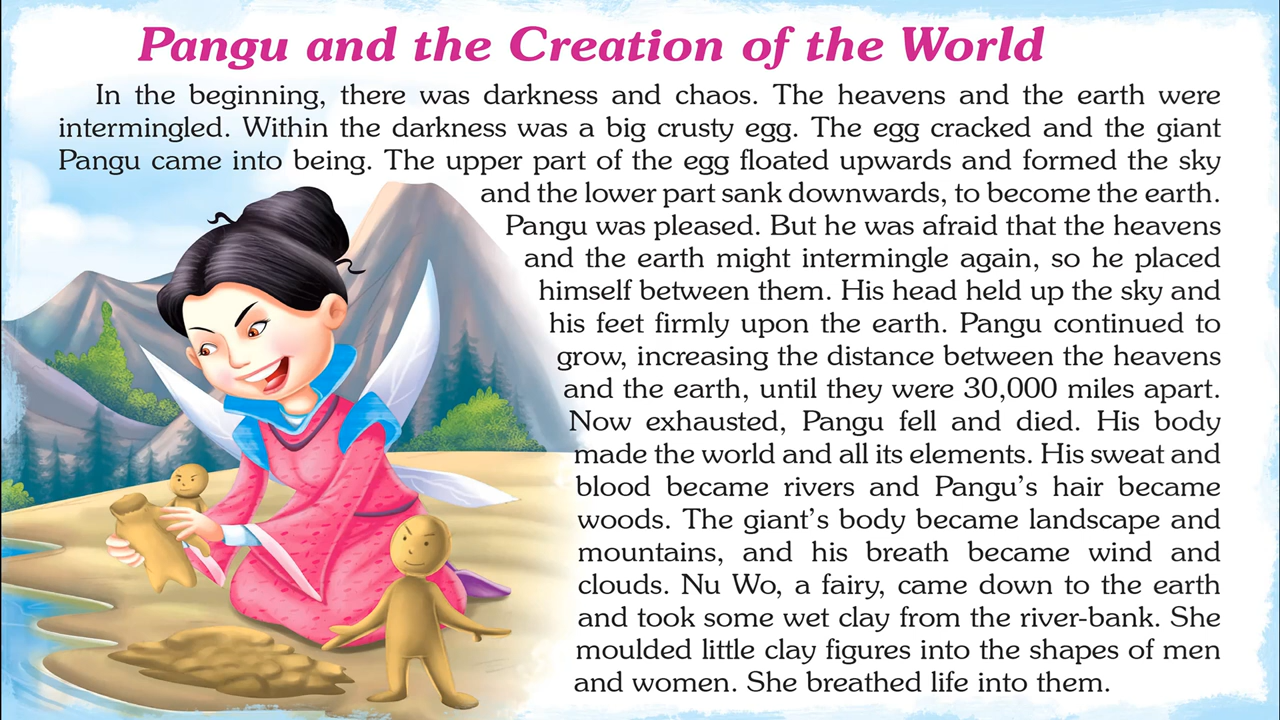 Pangu and the Creation of the World
In the beginning, there was darkness and chaos. The heavens and the earth were
intermingled. Within the darkness was a big crusty egg. The egg cracked and the giant
Pangu came into being. The upper part of the egg floated upwards and formed the sky
and the lower part sank downwards, to become the earth.
Pangu was pleased. But he was afraid that the heavens
and the earth might intermingle again, so he placed
himself between them. His head held up the sky and
his feet firmly upon the earth. Pangu continued to
grow, increasing the distance between the heavens
and the earth, until they were 30,000 miles apart.
Now exhausted, Pangu fell and died. His body
made the world and all its elements. His sweat and
blood became rivers and Pangu's hair became
woods. The giant's body became landscape and
mountains, and his breath became wind and
clouds. Nu Wo, a fairy, came down to the earth
and took some wet clay from the river-bank. She
moulded little clay figures into the shapes of men
and women. She breathed life into them.